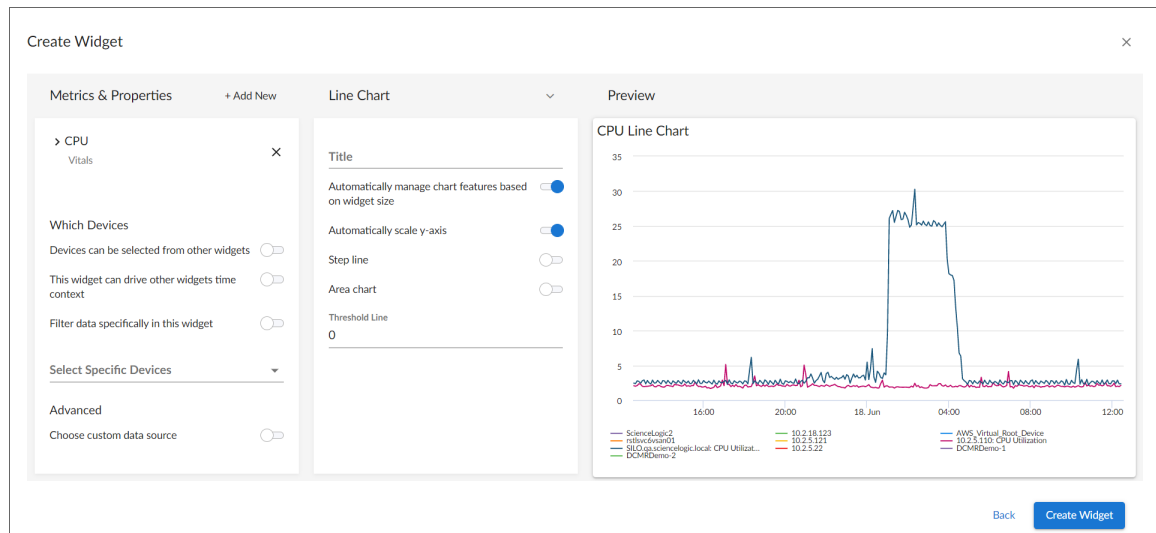 Create Widget
Metrics & Properties
+ Add New
CPU
Vitals
Which Devices
Devices can be selected from other widgets
This widget can drive other widgets time
context
Filter data specifically in this widget
Select Specific Devices
Advanced
Choose custom data source
Line Chart
Title
Automatically manage chart features based
on widget size
Automatically scale y-axis
Step line
Area chart
Threshold Line
0
Preview
CPU Line Chart
35
30
25
20
15
10
5
0
16:00 20:00 18. Jun 04:00 08:00 12:00
ScienceLogic2 10.2.18.123 AWS_Virtual_Root_Device
rstlsvc6vsan01 10.2.5.121 10.2.5.110: CPU Utilization
SILO.qa.sciencelogic.local: CPU Utilizat... 10.2.5.22 DCMRDemo-1
DCMRDemo-2
Back
Create Widget